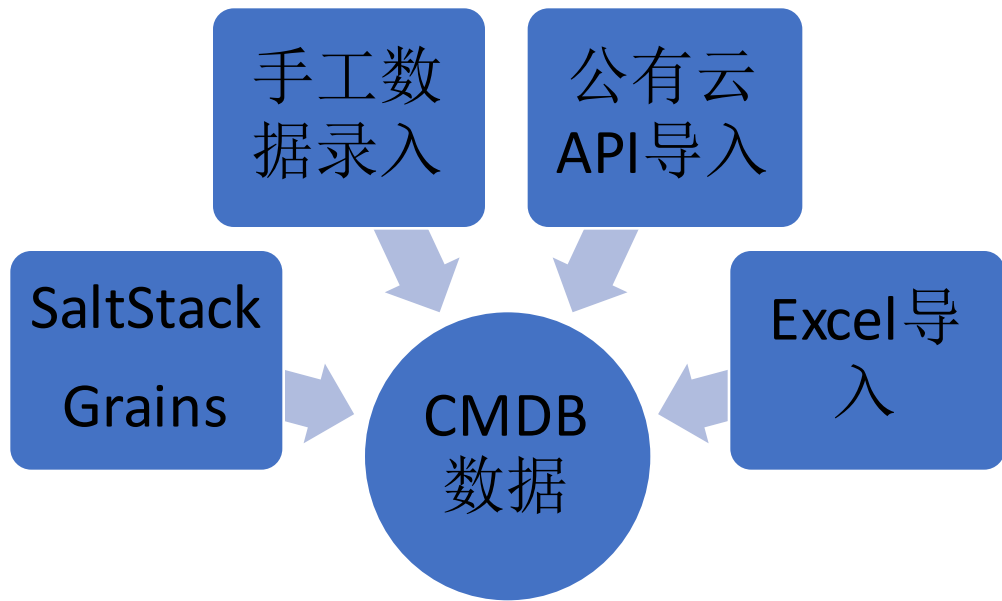 手工数
据录入
公有云
API导入
SaltStack
Grains
Excel导
入
CMDB
数据